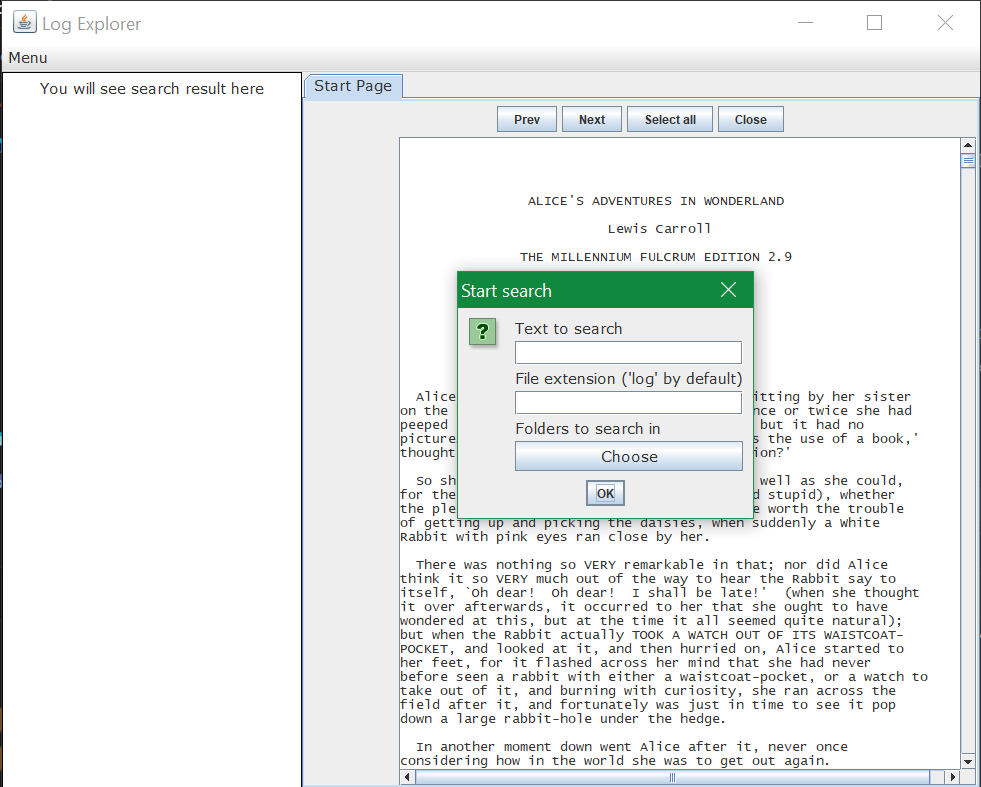 Log Explorer
Menu
You will see search result here
Start Page
Prev Next Select all Close
ALICE'S ADVENTURES IN WONDERLAND
Lewis Carroll
THE MILLENNIUM FULCRUM EDITION 2.9
Start search
?
Text to search
File extension ('log' by default)
Folders to search in
Choose
OK
Alice itting by her sister
on the nce or twice she had
peeped but it had no
picture s the use of a book,'
thought ion?'
So sh well as she could,
for the d stupid), whether
the ple e worth the trouble
of getting up and picking the daisies, when suddenly a White
Rabbit with pink eyes ran close by her.
There was nothing so VERY remarkable in that; nor did Alice
think it so VERY much out of the way to hear the Rabbit say to
itself, `Oh dear!  Oh dear!  I shall be late!'  (when she thought
it over afterwards, it occurred to her that she ought to have
wondered at this, but at the time it all seemed quite natural);
but when the Rabbit actually TOOK A WATCH OUT OF ITS WAISTCOAT-
POCKET, and looked at it, and then hurried on, Alice started to
her feet, for it flashed across her mind that she had never
before seen a rabbit with either a waistcoat-pocket, or a watch to
take out of it, and burning with curiosity, she ran across the
field after it, and fortunately was just in time to see it pop
down a large rabbit-hole under the hedge.
In another moment down went Alice after it, never once
considering how in the world she was to get out again.